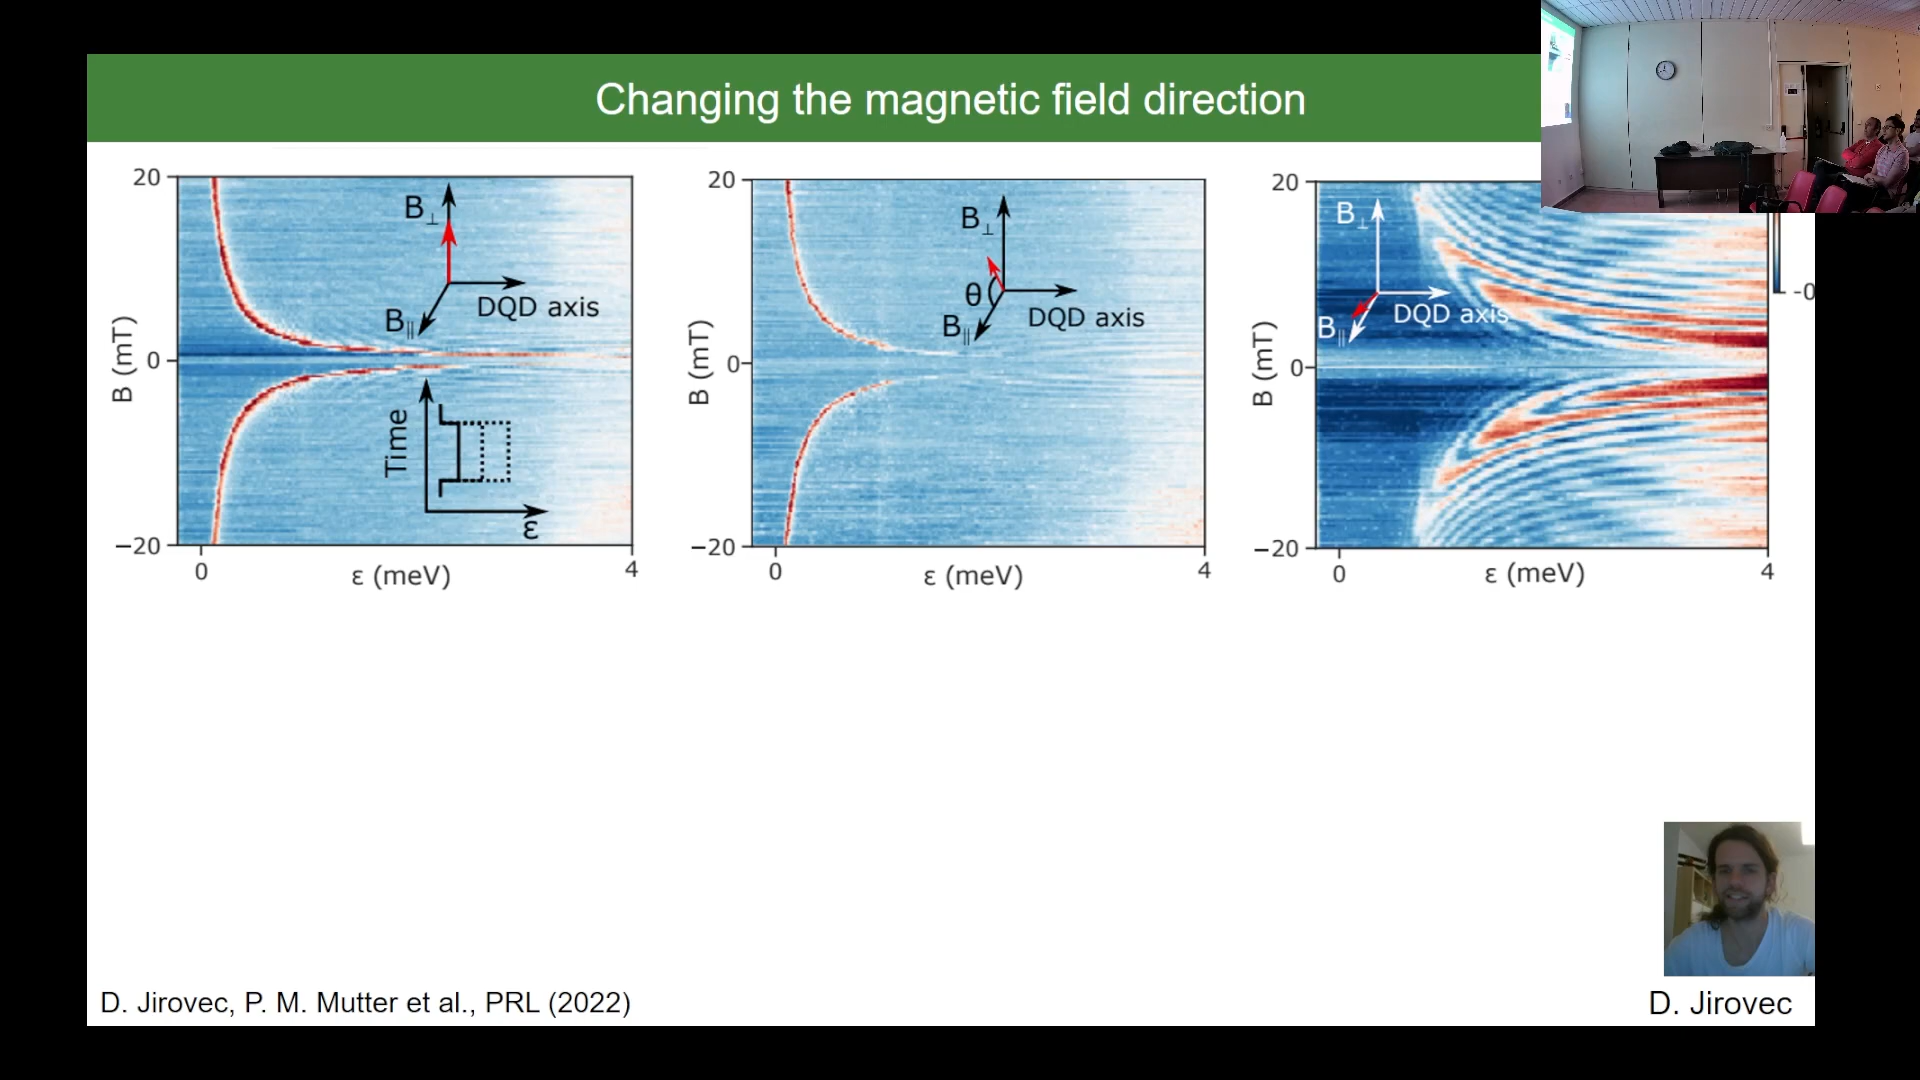 Changing the magnetic field direction
20
0
−20
B (mT)
0
ε (meV)
4
B⊥
B||
DQD axis
Time
ε
20
0
−20
B (mT)
0
ε (meV)
4
B⊥
θ
B||
DQD axis
20
0
−20
B (mT)
0
ε (meV)
4
B⊥
B||
DQD axis
-0
D. Jirovec, P. M. Mutter et al., PRL (2022)
D. Jirovec